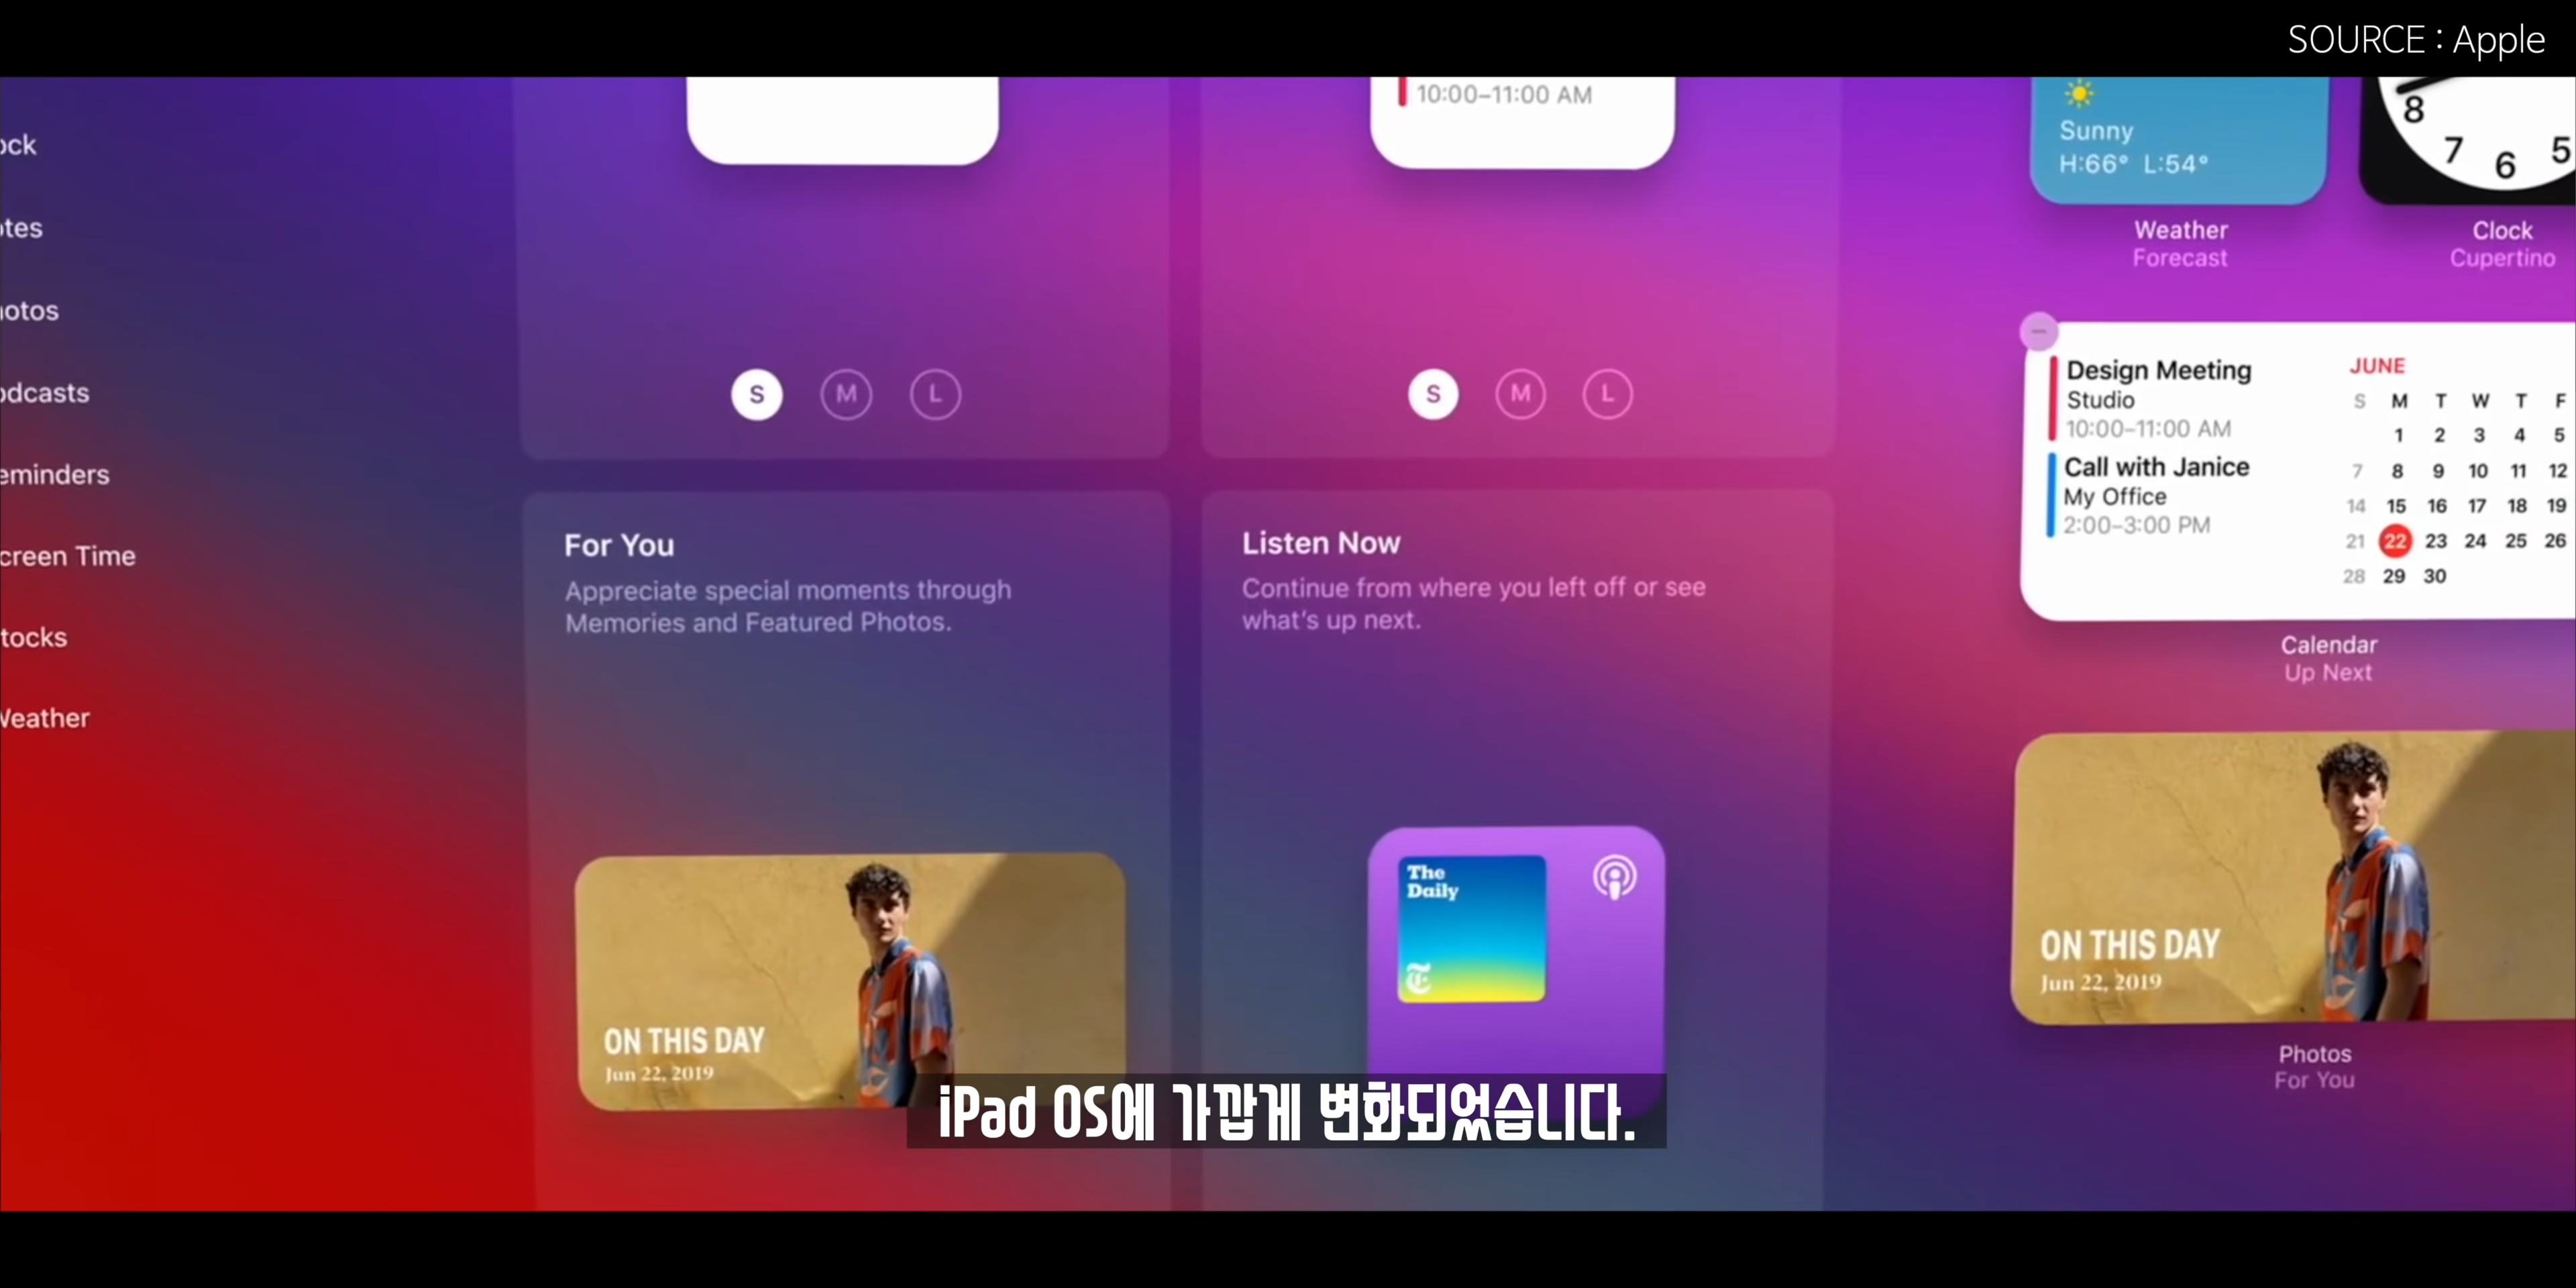 SOURCE : Apple
ock
otes
otos
odcasts
eminders
creen Time
tocks
Weather
S M L
For You
Appreciate special moments through
Memories and Featured Photos.
ON THIS DAY
Jun 22, 2019
10:00–11:00 AM
S M L
Listen Now
Continue from where you left off or see
what's up next.
The
Daily
Sunny
H:66° L:54°
Weather
Forecast
8
7
6
5
Clock
Cupertino
Design Meeting
Studio
10:00–11:00 AM
Call with Janice
My Office
2:00–3:00 PM
JUNE
S M T W T F
1 2 3 4 5
7 8 9 10 11 12
14 15 16 17 18 19
21 22 23 24 25 26
28 29 30
Calendar
Up Next
ON THIS DAY
Jun 22, 2019
Photos
For You
iPad OS에 가깝게 변화되었습니다.